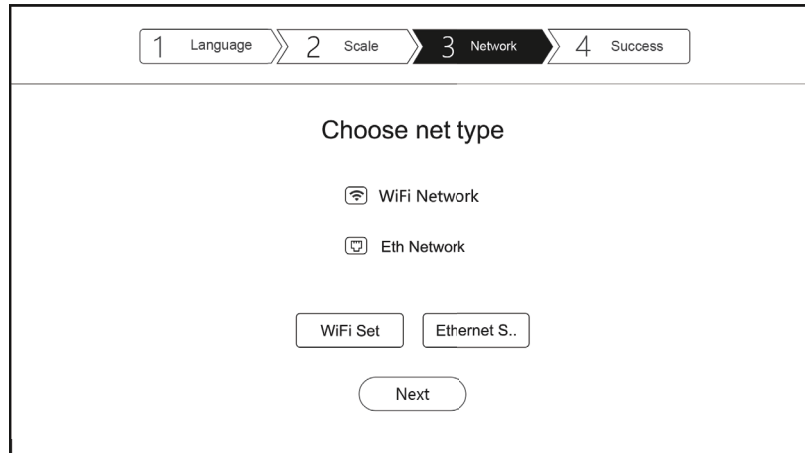 1 Language 2 Scale 3 Network 4 Success
Choose net type
WiFi Network
Eth Network
WiFi Set Ethernet S..
Next